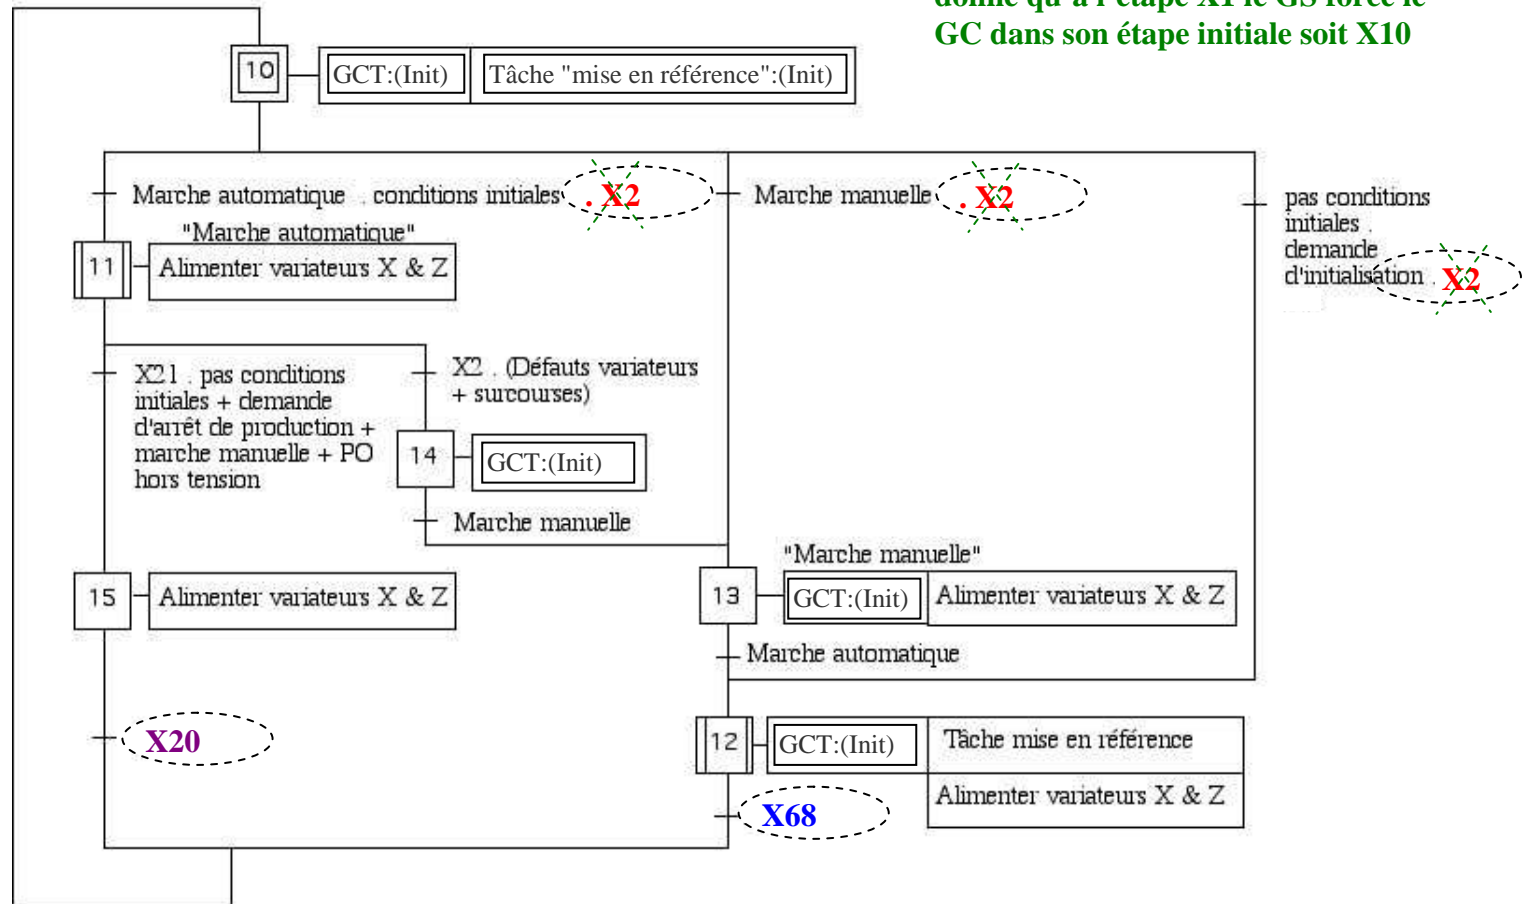 donné qu'à l'étape X1 le GS force le
GC dans son étape initiale soit X10
10
GCT:(Init)
Tâche "mise en référence":(Init)
Marche automatique . conditions initiales . X2
Marche manuelle . X2
pas conditions
initiales .
demande
d'initialisation . X2
"Marche automatique"
11
Alimenter variateurs X & Z
X21 . pas conditions
initiales + demande
d'arrêt de production +
marche manuelle + PO
hors tension
X2 . (Défauts variateurs
+ surcourses)
14
GCT:(Init)
Marche manuelle
15
Alimenter variateurs X & Z
"Marche manuelle"
13
GCT:(Init)
Alimenter variateurs X & Z
Marche automatique
X20
12
GCT:(Init)
Tâche mise en référence
Alimenter variateurs X & Z
X68